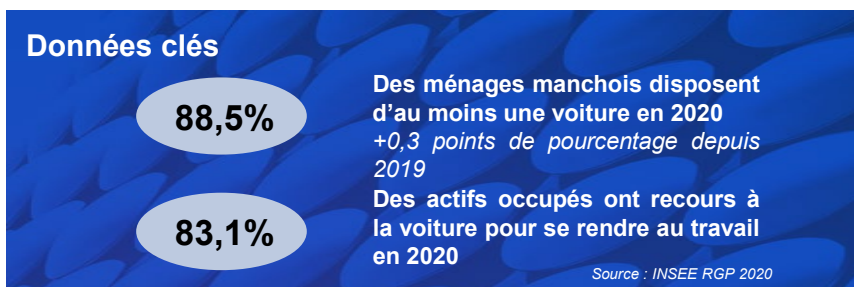 Données clés
88,5%
Des ménages manchois disposent
d'au moins une voiture en 2020
+0,3 points de pourcentage depuis
2019
83,1%
Des actifs occupés ont recours à
la voiture pour se rendre au travail
en 2020
Source : INSEE RGP 2020